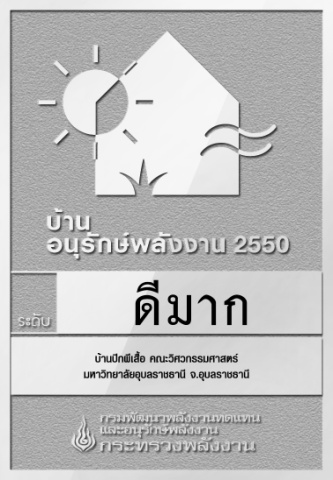 บ้าน
อนุรักษ์พลังงาน 2550
ระดับ
ดีมาก
บ้านปีกผีเสื้อ คณะวิศวกรรมศาสตร์
มหาวิทยาลัยอุบลราชธานี จ.อุบลราชธานี
กรมพัฒนาพลังงานทดแทน
และอนุรักษ์พลังงาน
กระทรวงพลังงาน